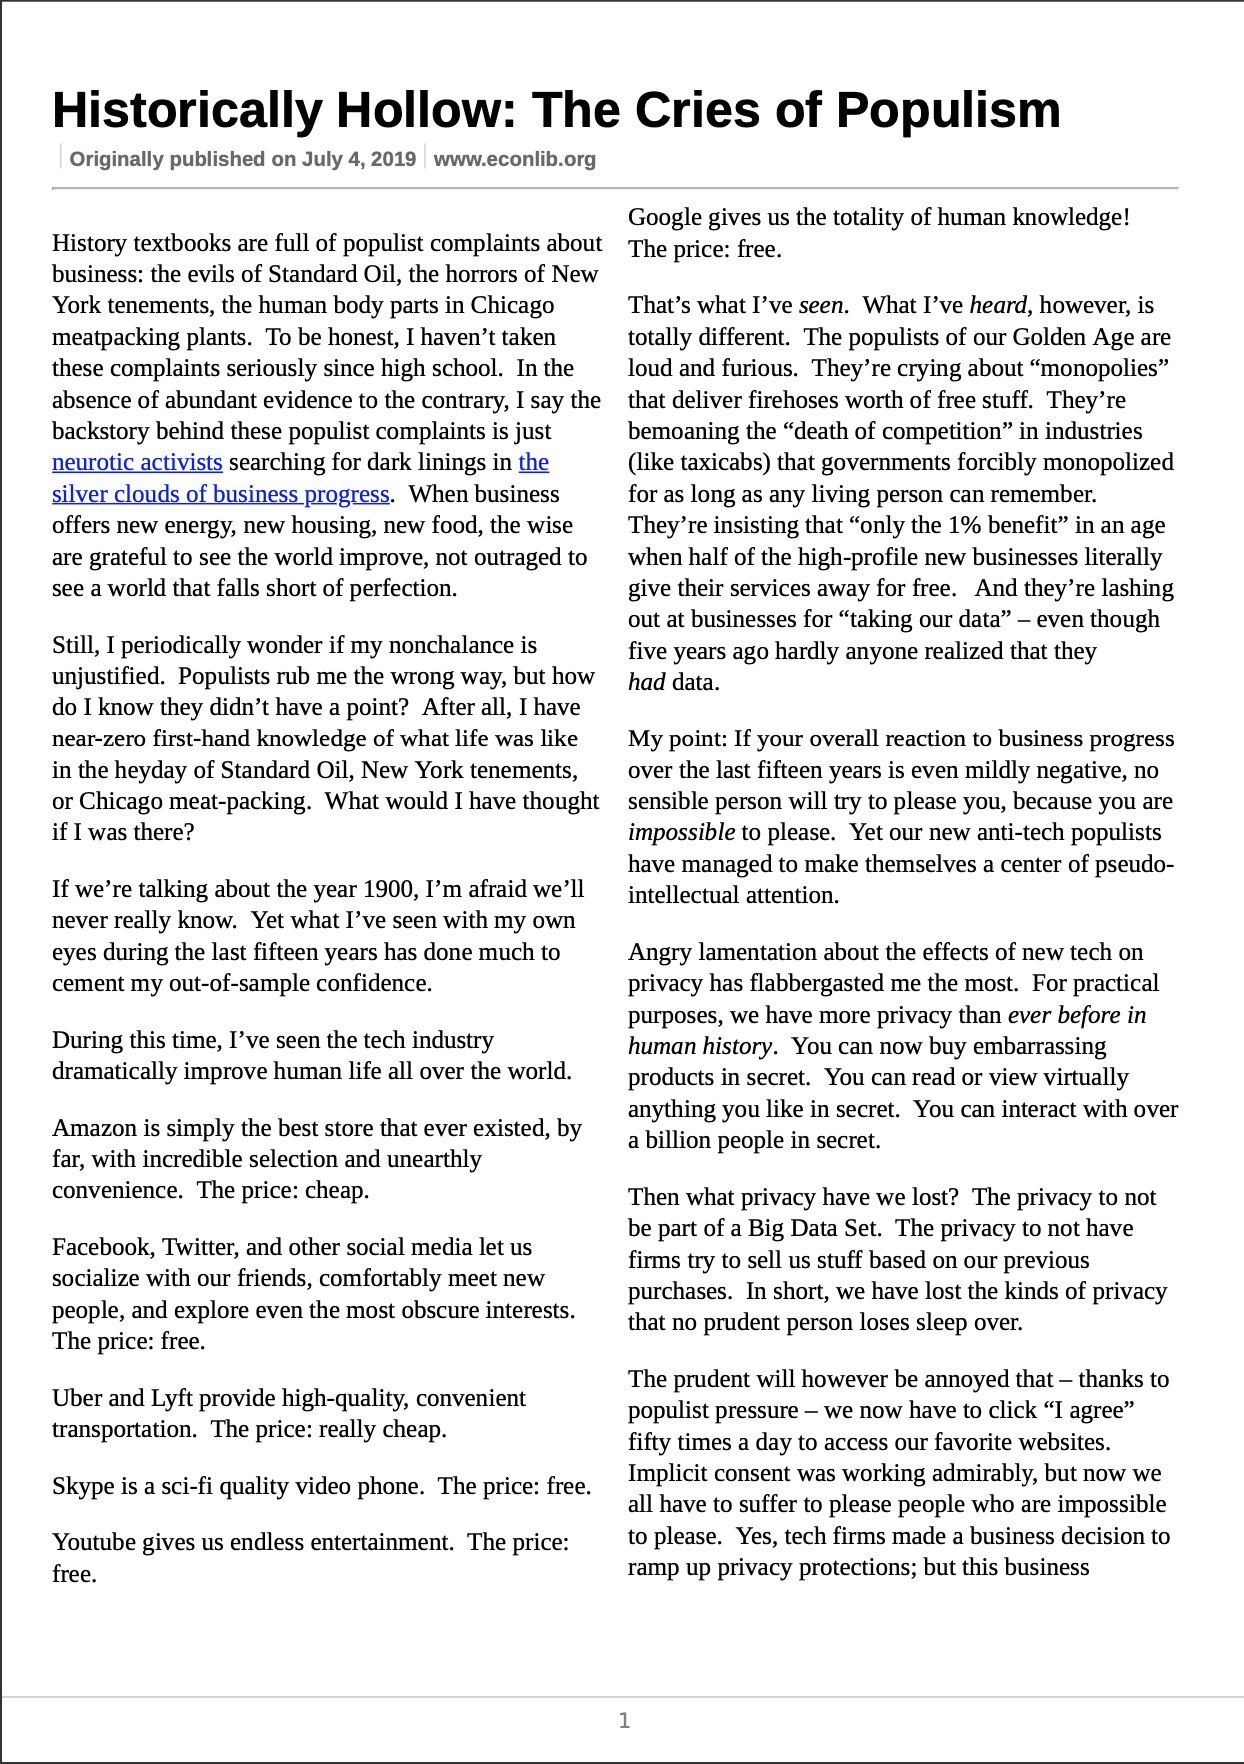 Historically Hollow: The Cries of Populism
Originally published on July 4, 2019 www.econlib.org
History textbooks are full of populist complaints about
business: the evils of Standard Oil, the horrors of New
York tenements, the human body parts in Chicago
meatpacking plants.  To be honest, I haven’t taken
these complaints seriously since high school.  In the
absence of abundant evidence to the contrary, I say the
backstory behind these populist complaints is just
neurotic activists searching for dark linings in the
silver clouds of business progress.  When business
offers new energy, new housing, new food, the wise
are grateful to see the world improve, not outraged to
see a world that falls short of perfection.
Still, I periodically wonder if my nonchalance is
unjustified.  Populists rub me the wrong way, but how
do I know they didn’t have a point?  After all, I have
near-zero first-hand knowledge of what life was like
in the heyday of Standard Oil, New York tenements,
or Chicago meat-packing.  What would I have thought
if I was there?
If we’re talking about the year 1900, I’m afraid we’ll
never really know.  Yet what I’ve seen with my own
eyes during the last fifteen years has done much to
cement my out-of-sample confidence.
During this time, I’ve seen the tech industry
dramatically improve human life all over the world.
Amazon is simply the best store that ever existed, by
far, with incredible selection and unearthly
convenience.  The price: cheap.
Facebook, Twitter, and other social media let us
socialize with our friends, comfortably meet new
people, and explore even the most obscure interests.
The price: free.
Uber and Lyft provide high-quality, convenient
transportation.  The price: really cheap.
Skype is a sci-fi quality video phone.  The price: free.
Youtube gives us endless entertainment.  The price:
free.
Google gives us the totality of human knowledge!
The price: free.
That’s what I’ve seen.  What I’ve heard, however, is
totally different.  The populists of our Golden Age are
loud and furious.  They’re crying about “monopolies”
that deliver firehoses worth of free stuff.  They’re
bemoaning the “death of competition” in industries
(like taxicabs) that governments forcibly monopolized
for as long as any living person can remember.
They’re insisting that “only the 1% benefit” in an age
when half of the high-profile new businesses literally
give their services away for free.   And they’re lashing
out at businesses for “taking our data” – even though
five years ago hardly anyone realized that they
had data.
My point: If your overall reaction to business progress
over the last fifteen years is even mildly negative, no
sensible person will try to please you, because you are
impossible to please.  Yet our new anti-tech populists
have managed to make themselves a center of pseudo-
intellectual attention.
Angry lamentation about the effects of new tech on
privacy has flabbergasted me the most.  For practical
purposes, we have more privacy than ever before in
human history.  You can now buy embarrassing
products in secret.  You can read or view virtually
anything you like in secret.  You can interact with over
a billion people in secret.
Then what privacy have we lost?  The privacy to not
be part of a Big Data Set.  The privacy to not have
firms try to sell us stuff based on our previous
purchases.  In short, we have lost the kinds of privacy
that no prudent person loses sleep over.
The prudent will however be annoyed that – thanks to
populist pressure – we now have to click “I agree”
fifty times a day to access our favorite websites.
Implicit consent was working admirably, but now we
all have to suffer to please people who are impossible
to please.  Yes, tech firms made a business decision to
ramp up privacy protections; but this business
1